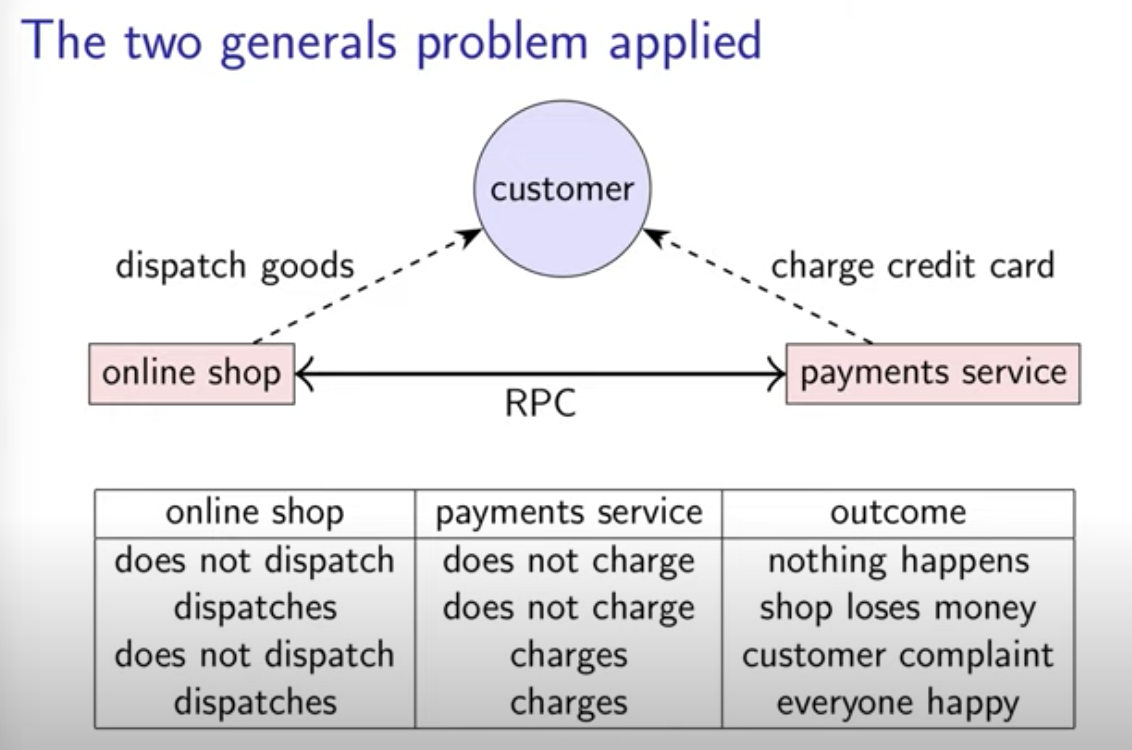 The two generals problem applied
customer
dispatch goods
charge credit card
online shop
payments service
RPC
online shop payments service outcome
does not dispatch does not charge nothing happens
dispatches does not charge shop loses money
does not dispatch charges customer complaint
dispatches charges everyone happy